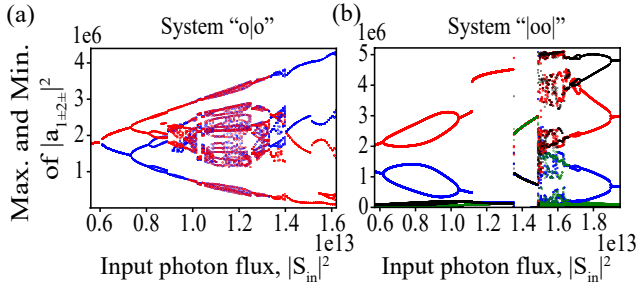 (a) System “o|o” (b) System “|oo|”
Max. and Min.
of |a₁±₂±|²
1e6
4
3
2
1
0.6 0.8 1.0 1.2 1.4 1.6
1e13
Input photon flux, |Sᵢₙ|²
1e6
5
4
3
2
1
0
0.6 0.8 1.0 1.2 1.4 1.6 1.8
1e13
Input photon flux, |Sᵢₙ|²